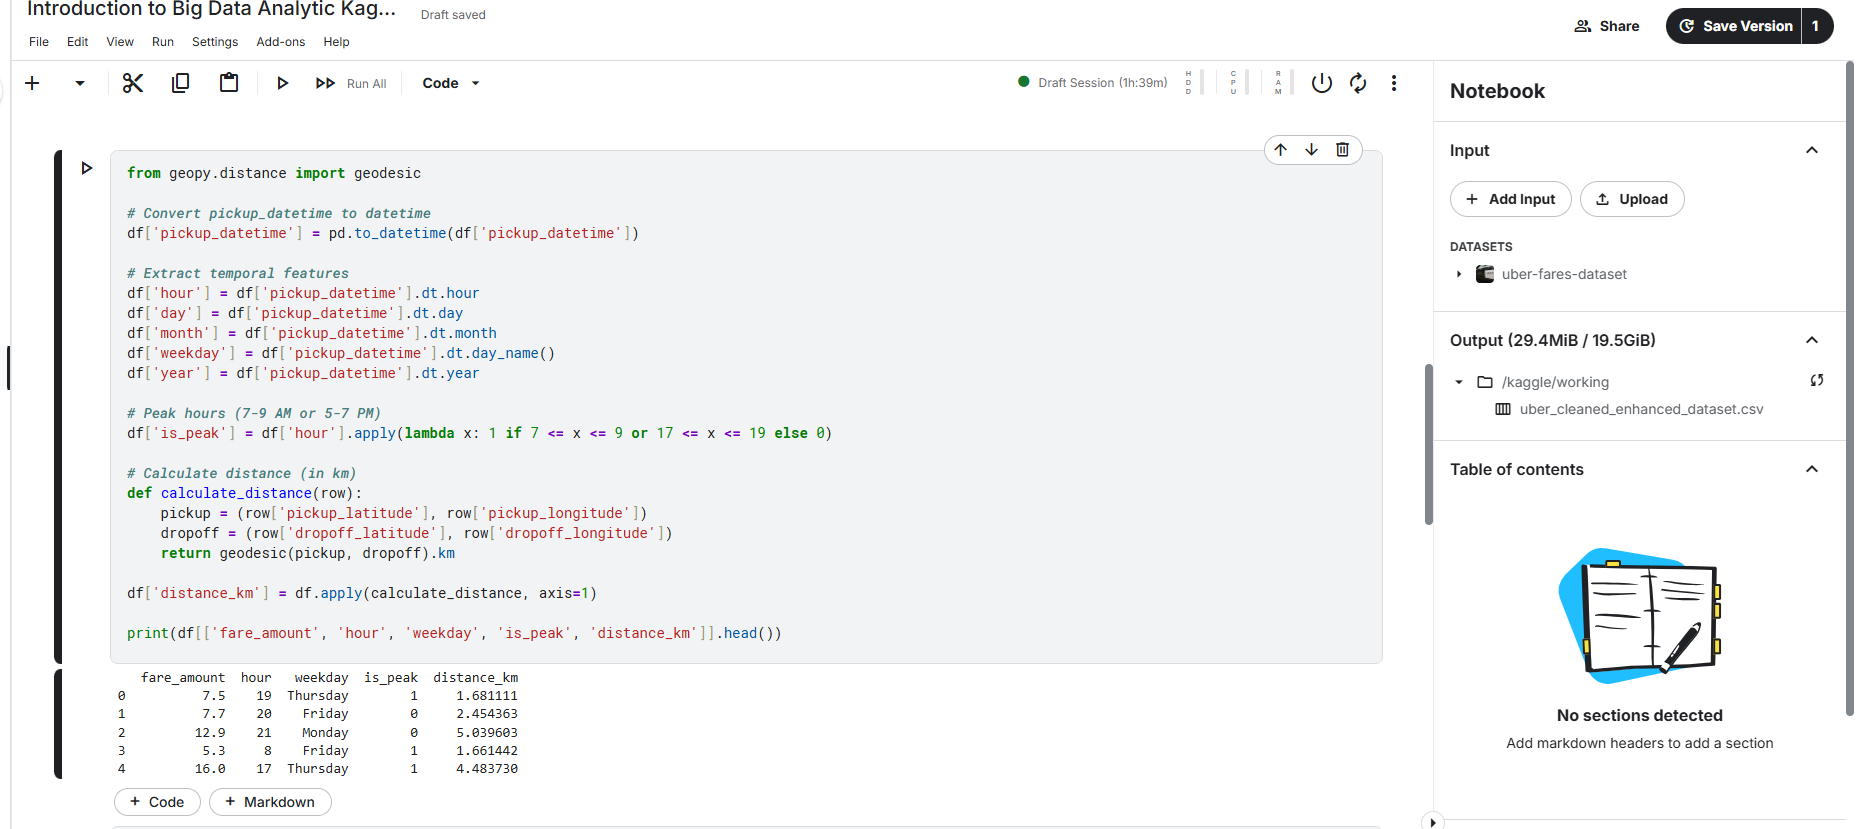 Introduction to Big Data Analytic Kag...
Draft saved
File Edit View Run Settings Add-ons Help
Share
Save Version 1
Run All
Code
Draft Session (1h:39m)
HDD
CPU
RAM
from geopy.distance import geodesic
# Convert pickup_datetime to datetime
df['pickup_datetime'] = pd.to_datetime(df['pickup_datetime'])
# Extract temporal features
df['hour'] = df['pickup_datetime'].dt.hour
df['day'] = df['pickup_datetime'].dt.day
df['month'] = df['pickup_datetime'].dt.month
df['weekday'] = df['pickup_datetime'].dt.day_name()
df['year'] = df['pickup_datetime'].dt.year
# Peak hours (7-9 AM or 5-7 PM)
df['is_peak'] = df['hour'].apply(lambda x: 1 if 7 <= x <= 9 or 17 <= x <= 19 else 0)
# Calculate distance (in km)
def calculate_distance(row):
    pickup = (row['pickup_latitude'], row['pickup_longitude'])
    dropoff = (row['dropoff_latitude'], row['dropoff_longitude'])
    return geodesic(pickup, dropoff).km
df['distance_km'] = df.apply(calculate_distance, axis=1)
print(df[['fare_amount', 'hour', 'weekday', 'is_peak', 'distance_km']].head())
fare_amount hour weekday is_peak distance_km
0 7.5 19 Thursday 1 1.681111
1 7.7 20 Friday 0 2.454363
2 12.9 21 Monday 0 5.039603
3 5.3 8 Friday 1 1.661442
4 16.0 17 Thursday 1 4.483730
+ Code
+ Markdown
Notebook
Input
+ Add Input
Upload
DATASETS
uber-fares-dataset
Output (29.4MiB / 19.5GiB)
/kaggle/working
uber_cleaned_enhanced_dataset.csv
Table of contents
No sections detected
Add markdown headers to add a section